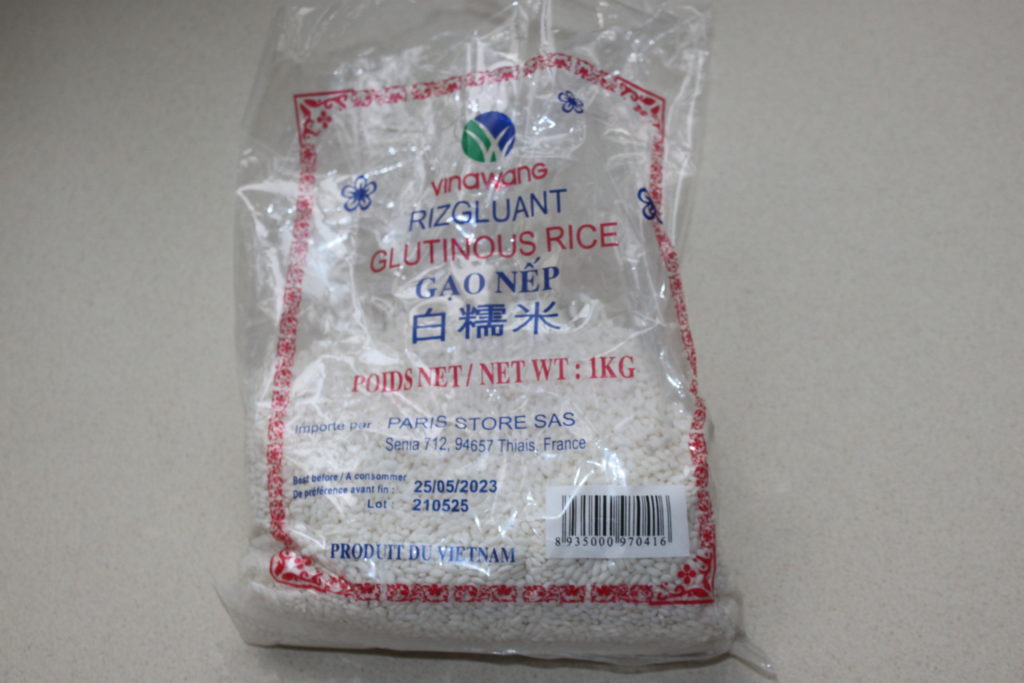 vinawang
RIZGLUANT
GLUTINOUS RICE
GẠO NẾP
白糯米
POIDS NET / NET WT : 1KG
Importe par PARIS STORE SAS
Senia 712, 94657 Thiais, France
Best before / A consommer
De préférence avant fin : 25/05/2023
Lot : 210525
PRODUIT DU VIETNAM
8 935000 970416